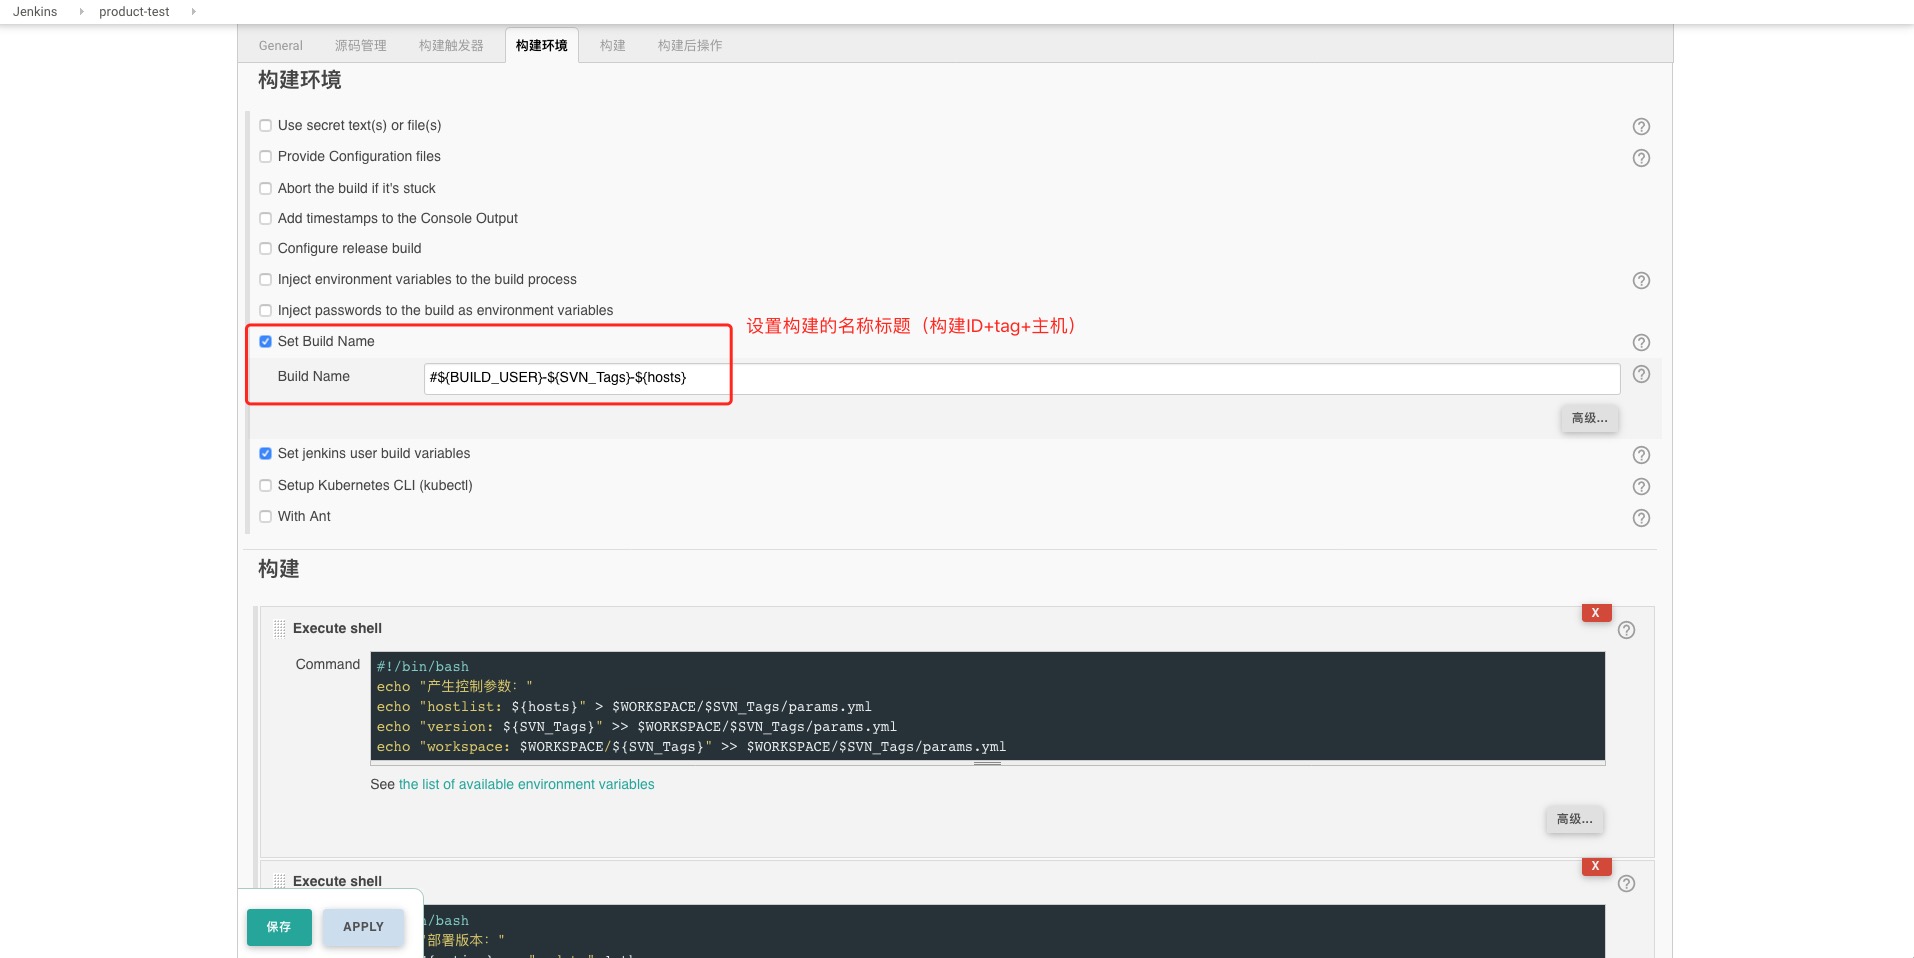 Jenkins product-test
General 源码管理 构建触发器 构建环境 构建 构建后操作
构建环境
Use secret text(s) or file(s)
Provide Configuration files
Abort the build if it's stuck
Add timestamps to the Console Output
Configure release build
Inject environment variables to the build process
Inject passwords to the build as environment variables
设置构建的名称标题（构建ID+tag+主机）
Set Build Name
Build Name #${BUILD_USER}-${SVN_Tags}-${hosts}
高级...
Set jenkins user build variables
Setup Kubernetes CLI (kubectl)
With Ant
构建
X
Execute shell
Command #!/bin/bash
echo "产生控制参数："
echo "hostlist: ${hosts}" > $WORKSPACE/$SVN_Tags/params.yml
echo "version: ${SVN_Tags}" >> $WORKSPACE/$SVN_Tags/params.yml
echo "workspace: $WORKSPACE/${SVN_Tags}" >> $WORKSPACE/$SVN_Tags/params.yml
See the list of available environment variables
高级...
X
Execute shell
/bash
保存 APPLY
部署版本："